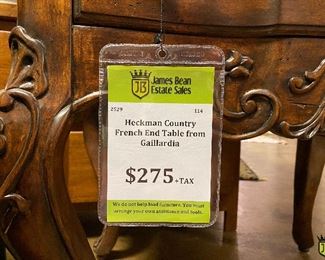 James Bean
JB
Estate Sales
2529 114
Heckman Country
French End Table from
Gaillardia
$275 +TAX
We do not help load furniture. You must
arrange your own assistance and tools.